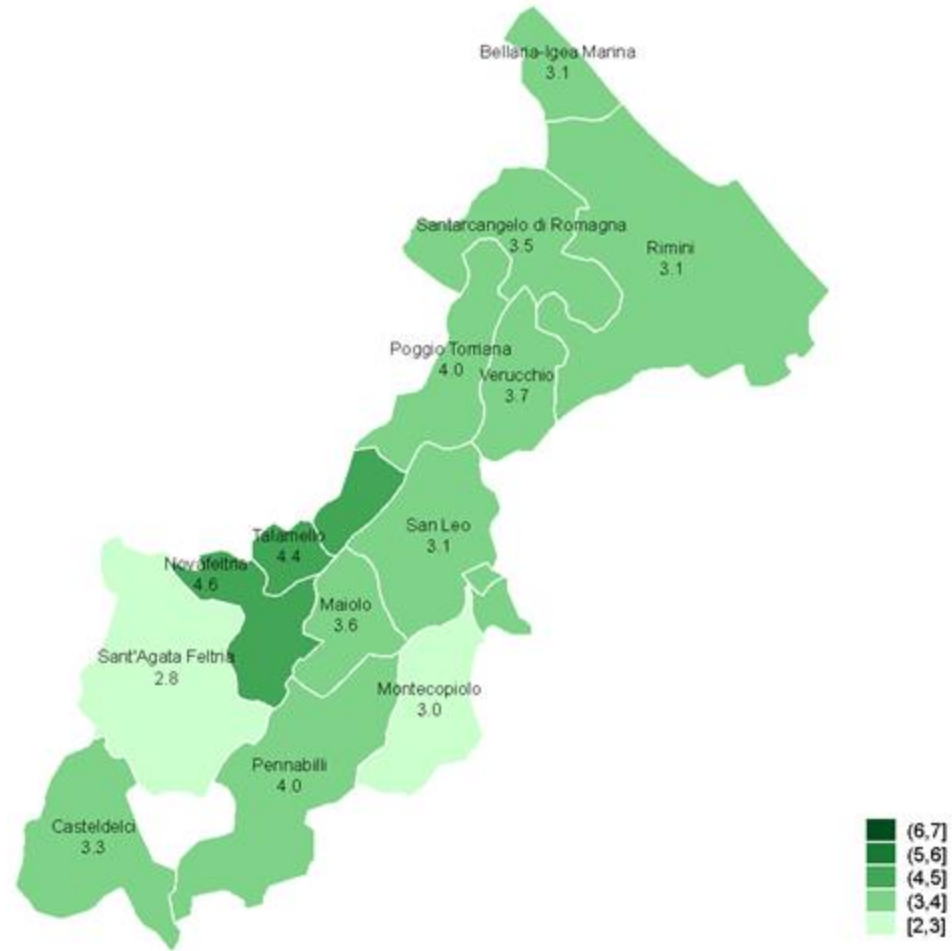 Bellaria-Igea Marina
3.1
Santarcangelo di Romagna
3.5
Rimini
3.1
Poggio Torriana
4.0
Verucchio
3.7
San Leo
3.1
Talamello
4.4
Novafeltria
4.6
Maiolo
3.6
Sant'Agata Feltria
2.8
Montecopiolo
3.0
Pennabilli
4.0
Casteldelci
3.3
(6,7]
(5,6]
(4,5]
(3,4]
[2,3]